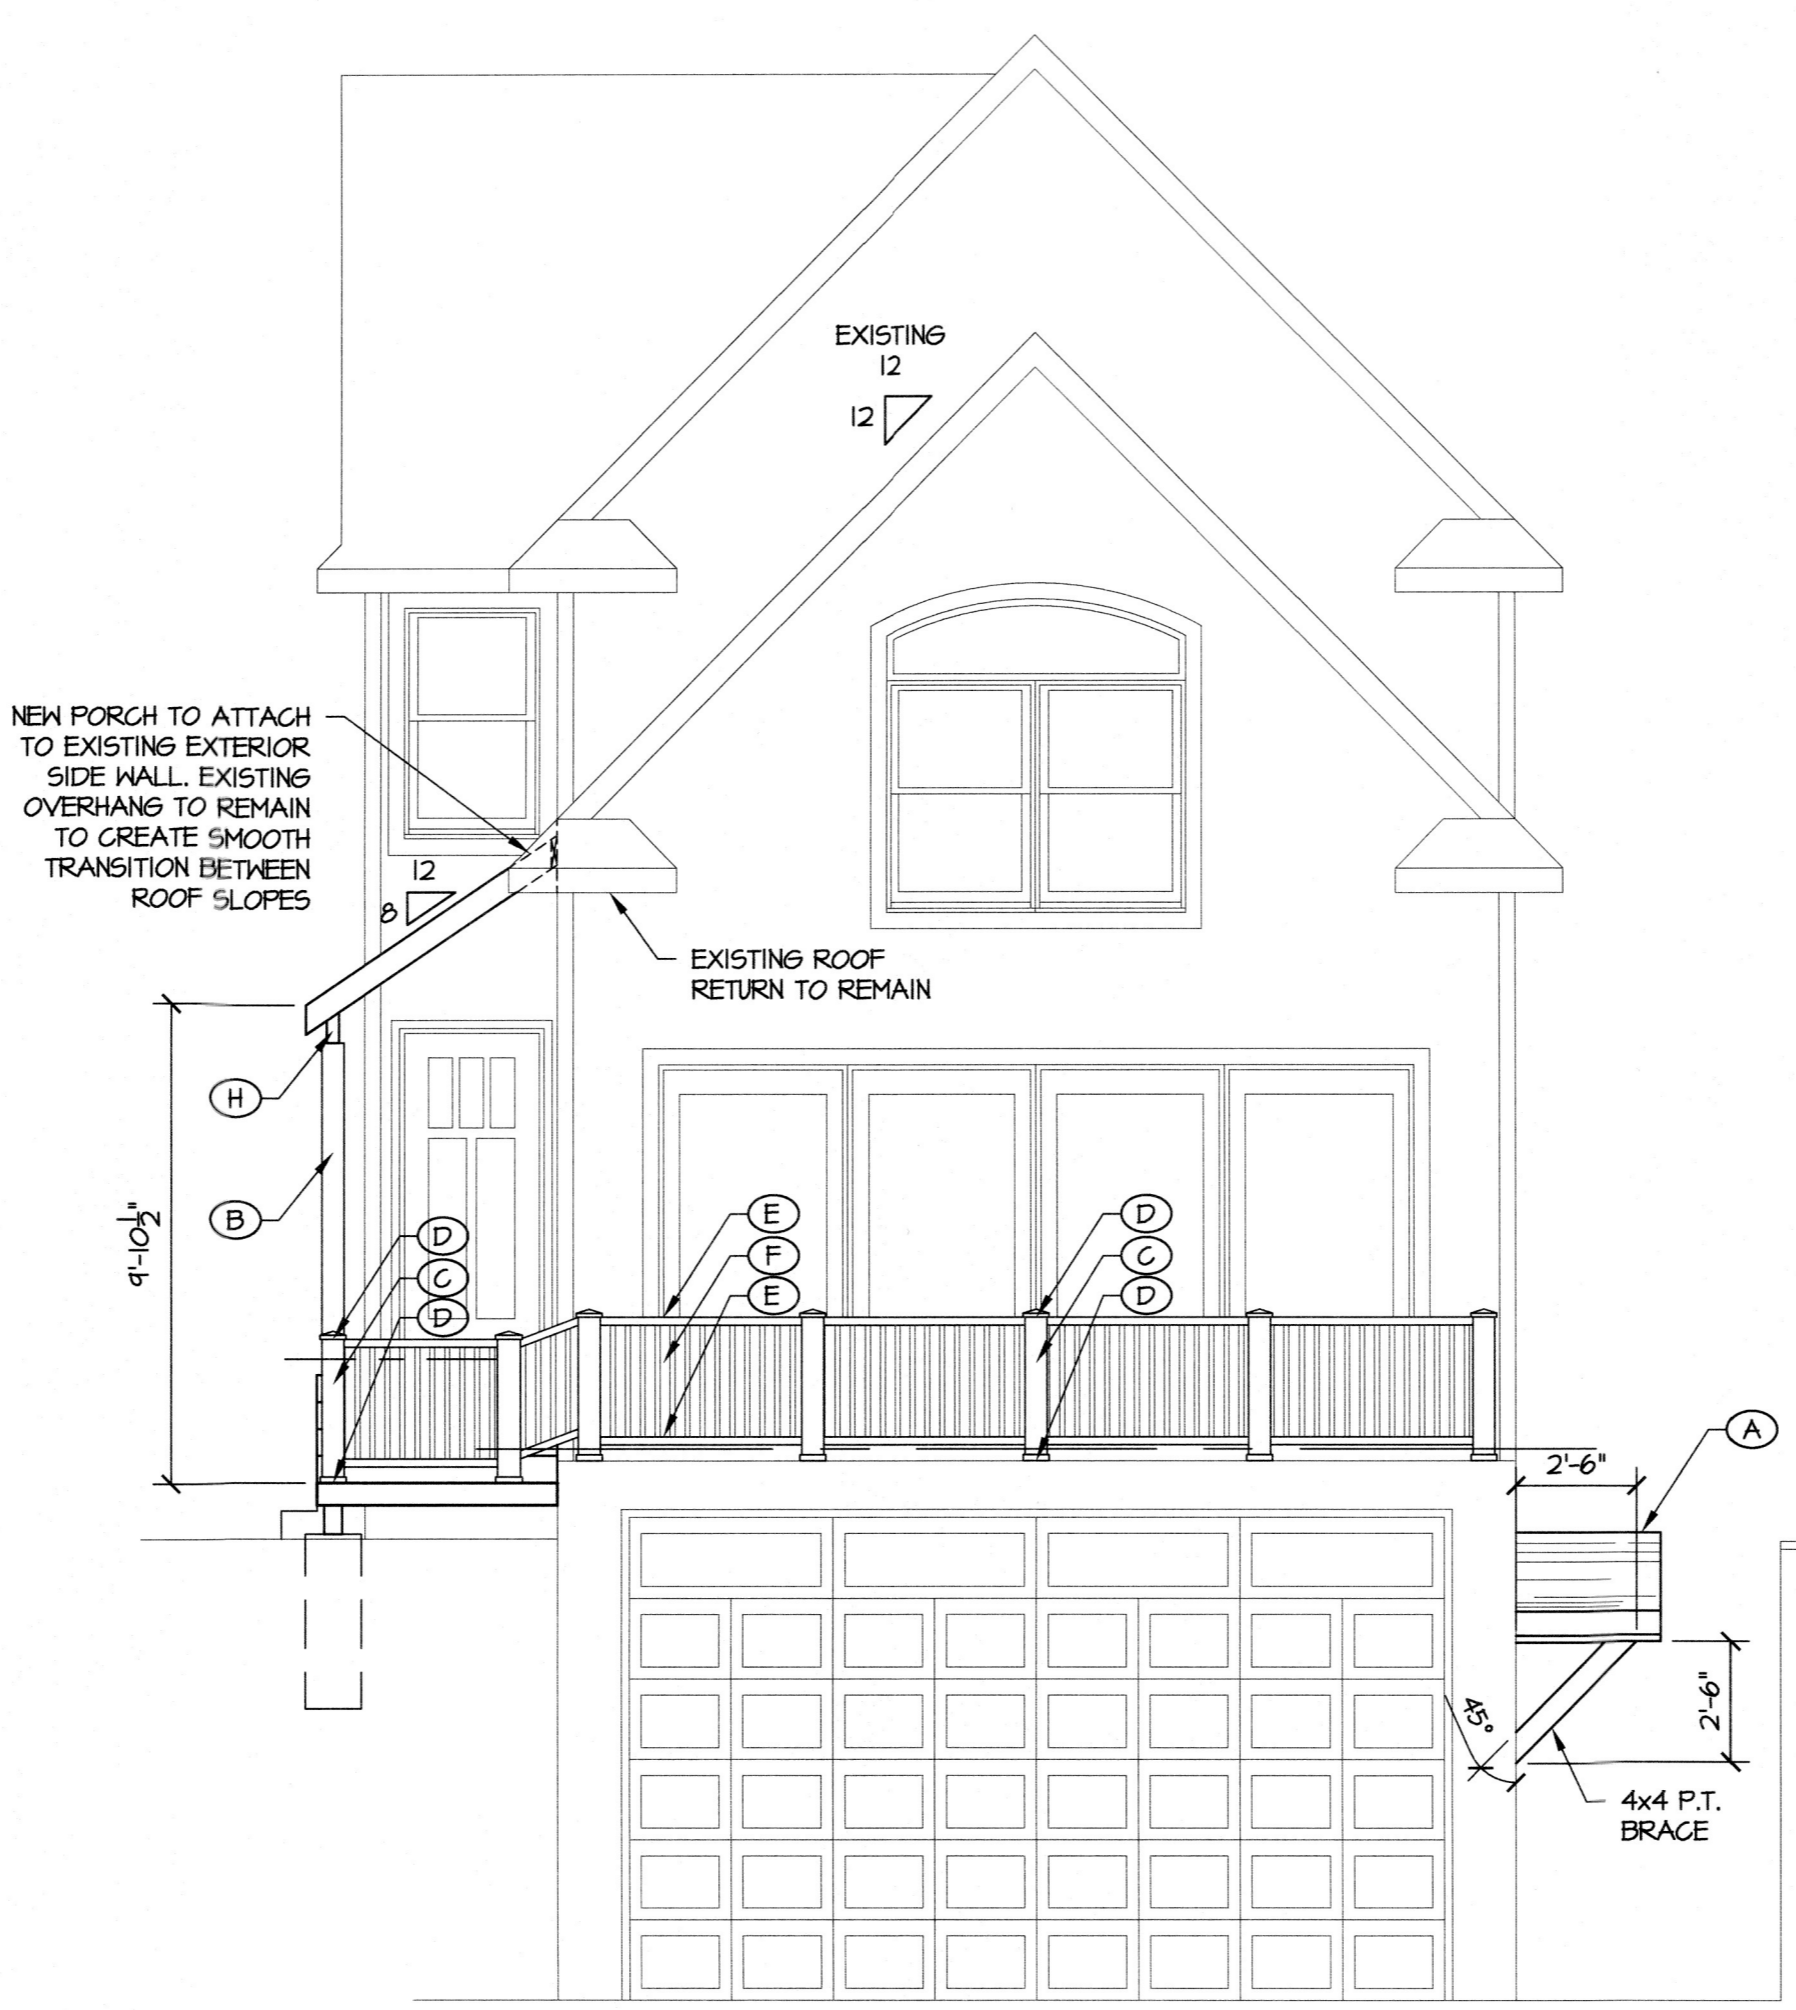 EXISTING
12
12
NEW PORCH TO ATTACH
TO EXISTING EXTERIOR
SIDE WALL. EXISTING
OVERHANG TO REMAIN
TO CREATE SMOOTH
TRANSITION BETWEEN
ROOF SLOPES
12
8
EXISTING ROOF
RETURN TO REMAIN
H
B
9'-10 1/2"
D
C
D
E
F
E
D
C
D
A
2'-6"
2'-6"
45°
4x4 P.T.
BRACE